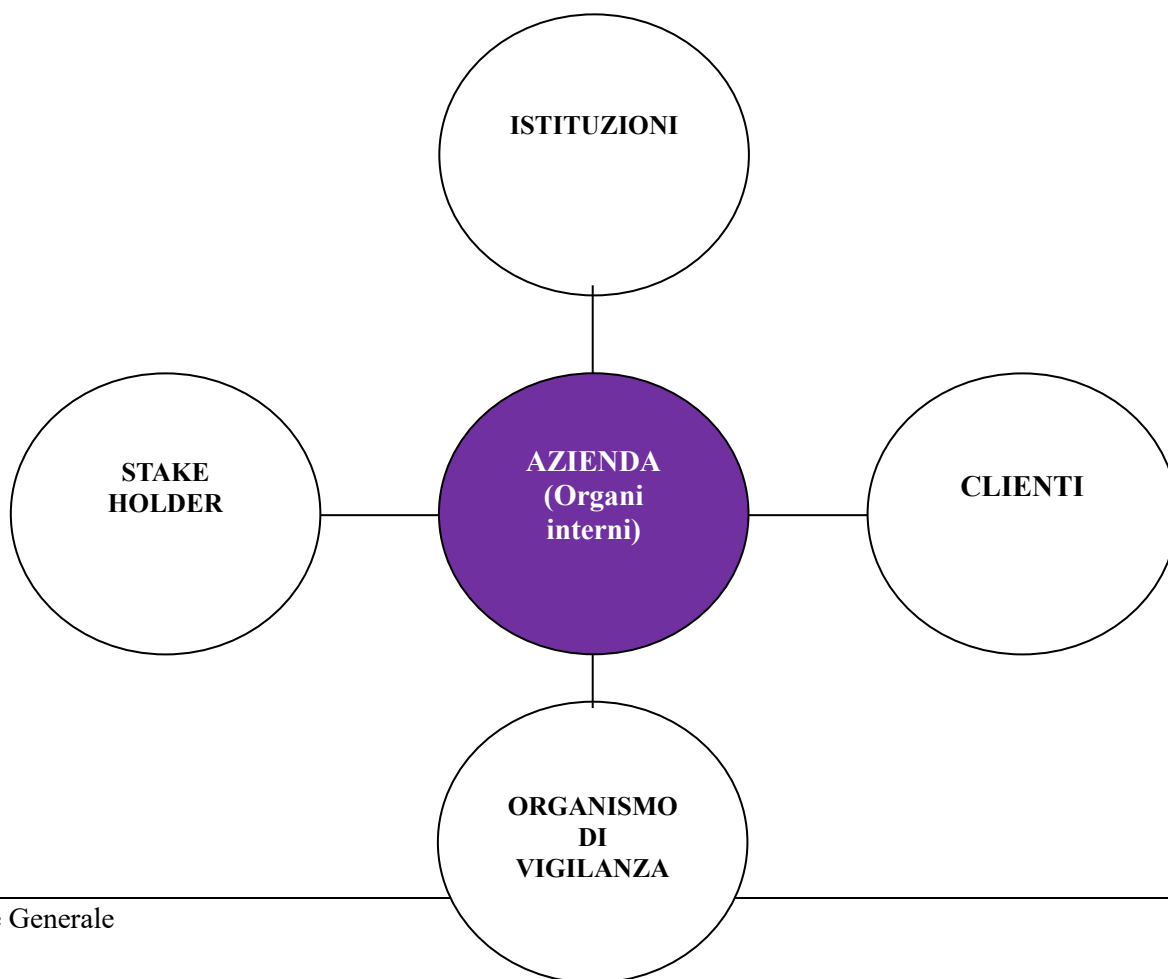 ISTITUZIONI
STAKE
HOLDER
AZIENDA
(Organi
interni)
CLIENTI
ORGANISMO
DI
VIGILANZA
Generale